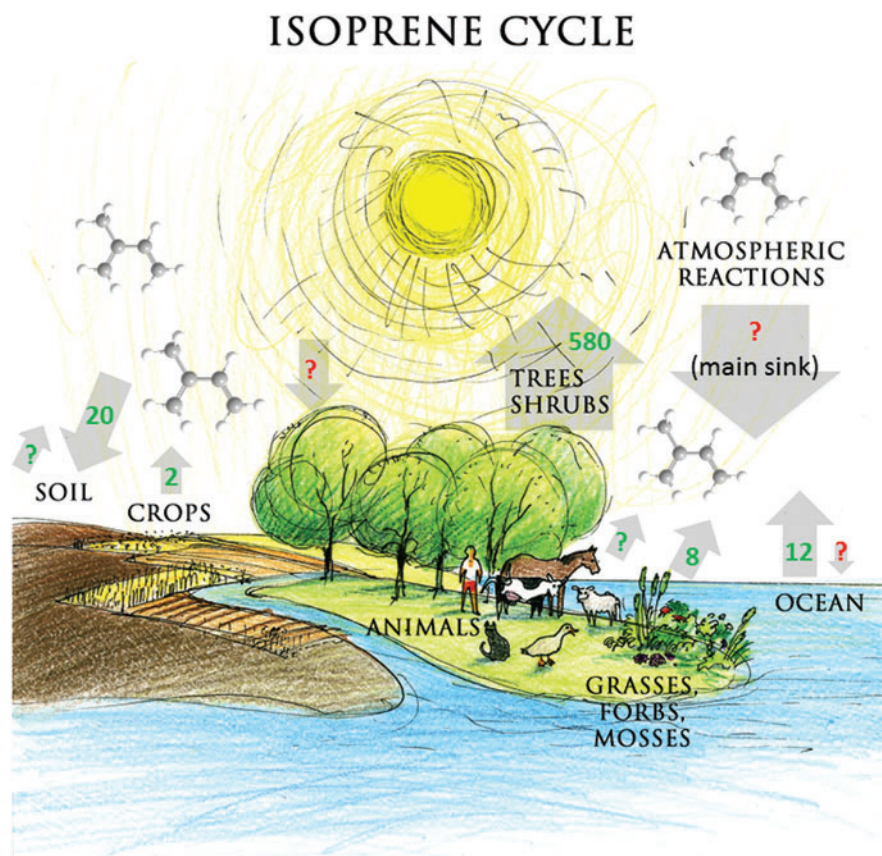 ISOPRENE CYCLE
ATMOSPHERIC
REACTIONS
?
(main sink)
580
TREES
SHRUBS
?
20
?
SOIL
2
CROPS
?
8
12
?
OCEAN
ANIMALS
GRASSES,
FORBS,
MOSSES